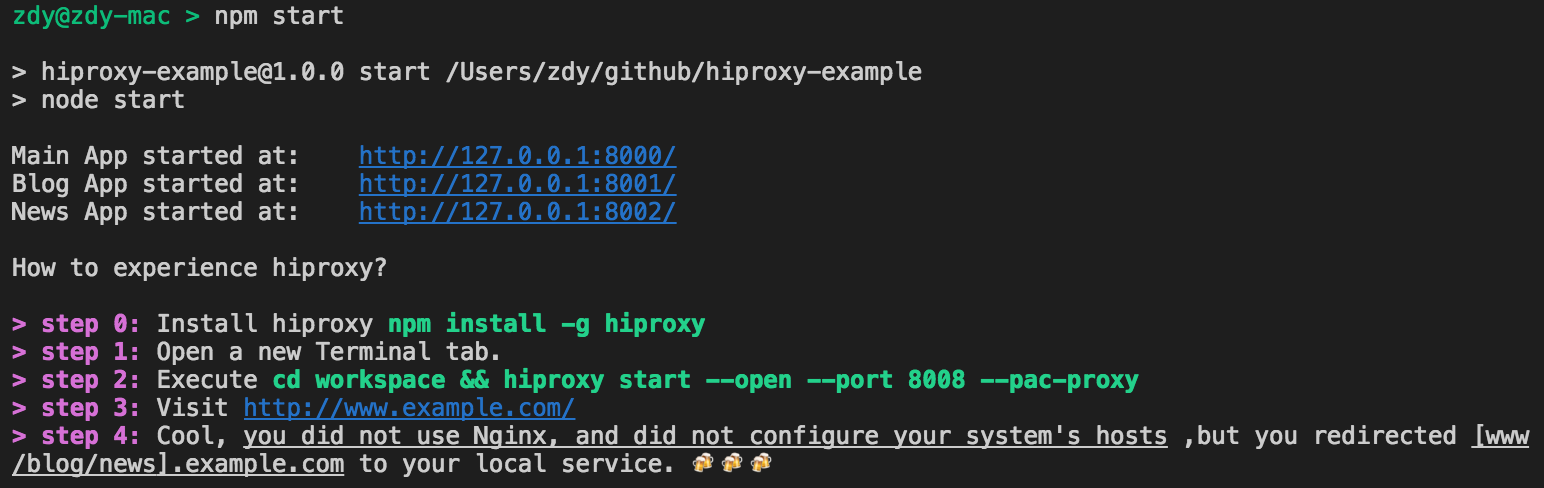 zdy@zdy-mac > npm start
> hiproxy-example@1.0.0 start /Users/zdy/github/hiproxy-example
> node start
Main App started at:    http://127.0.0.1:8000/
Blog App started at:    http://127.0.0.1:8001/
News App started at:    http://127.0.0.1:8002/
How to experience hiproxy?
> step 0: Install hiproxy npm install -g hiproxy
> step 1: Open a new Terminal tab.
> step 2: Execute cd workspace && hiproxy start --open --port 8008 --pac-proxy
> step 3: Visit http://www.example.com/
> step 4: Cool, you did not use Nginx, and did not configure your system's hosts ,but you redirected [www
/blog/news].example.com to your local service. 🍻🍻🍻